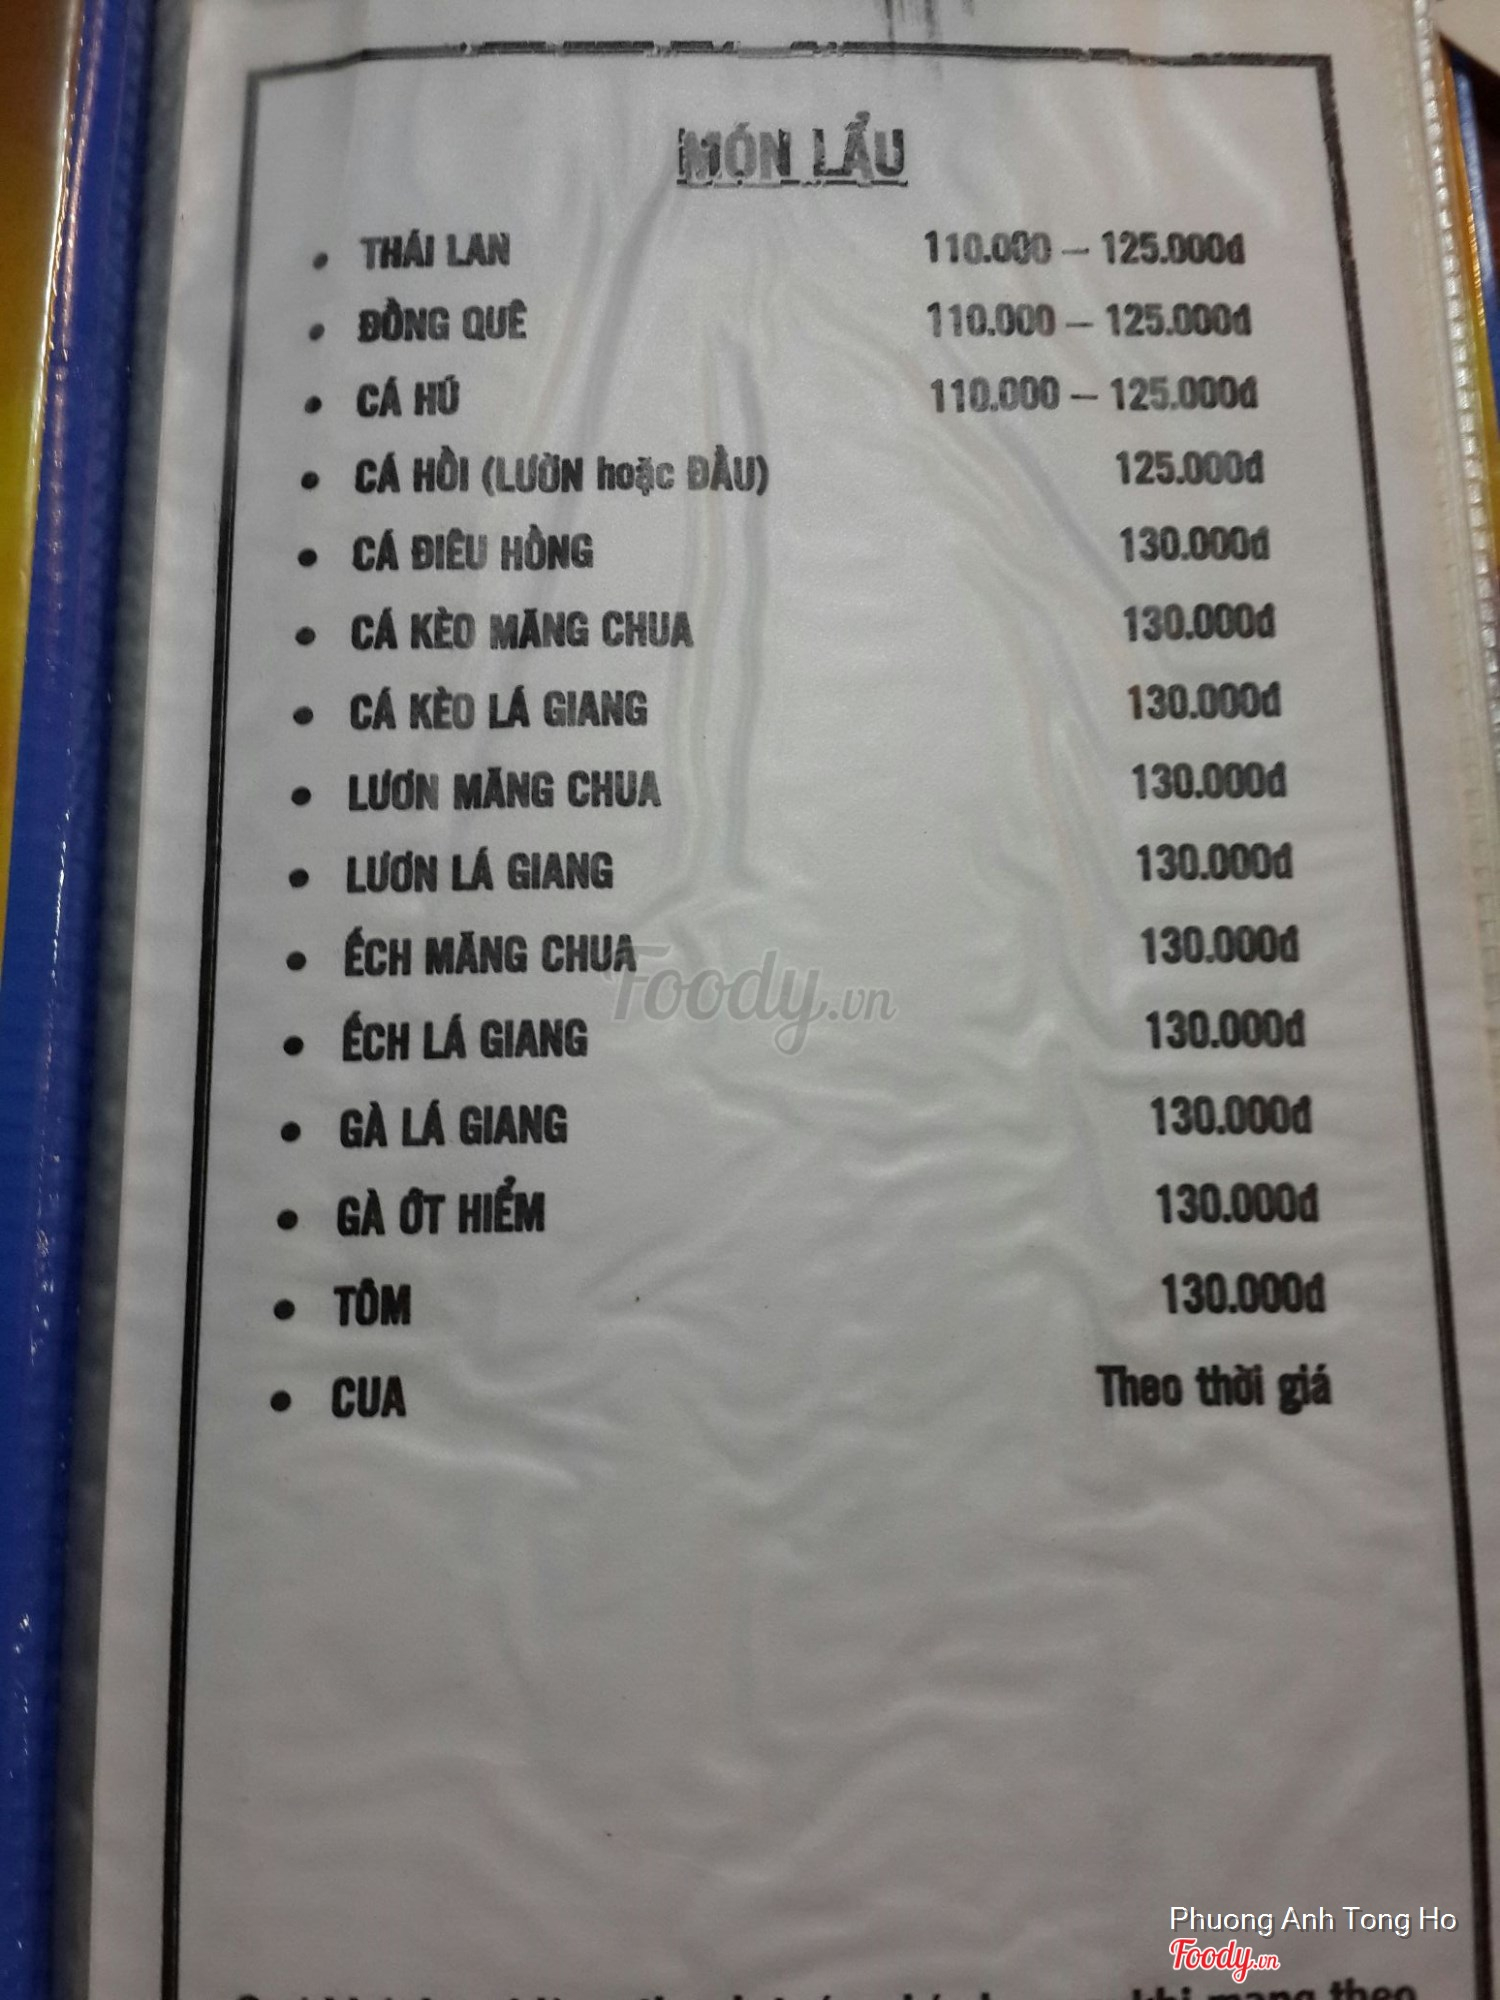 MÓN LẨU
• THÁI LAN 110.000 – 125.000đ
• ĐỒNG QUÊ 110.000 – 125.000đ
• CÁ HÚ 110.000 – 125.000đ
• CÁ HỒI (LƯỜN hoặc ĐẦU) 125.000đ
• CÁ ĐIÊU HỒNG 130.000đ
• CÁ KÈO MĂNG CHUA 130.000đ
• CÁ KÈO LÁ GIANG 130.000đ
• LƯƠN MĂNG CHUA 130.000đ
• LƯƠN LÁ GIANG 130.000đ
• ẾCH MĂNG CHUA 130.000đ
• ẾCH LÁ GIANG 130.000đ
• GÀ LÁ GIANG 130.000đ
• GÀ ỚT HIỂM 130.000đ
• TÔM 130.000đ
• CUA Theo thời giá
Foody.vn
Phuong Anh Tong Ho
Foody.vn
khi mang theo